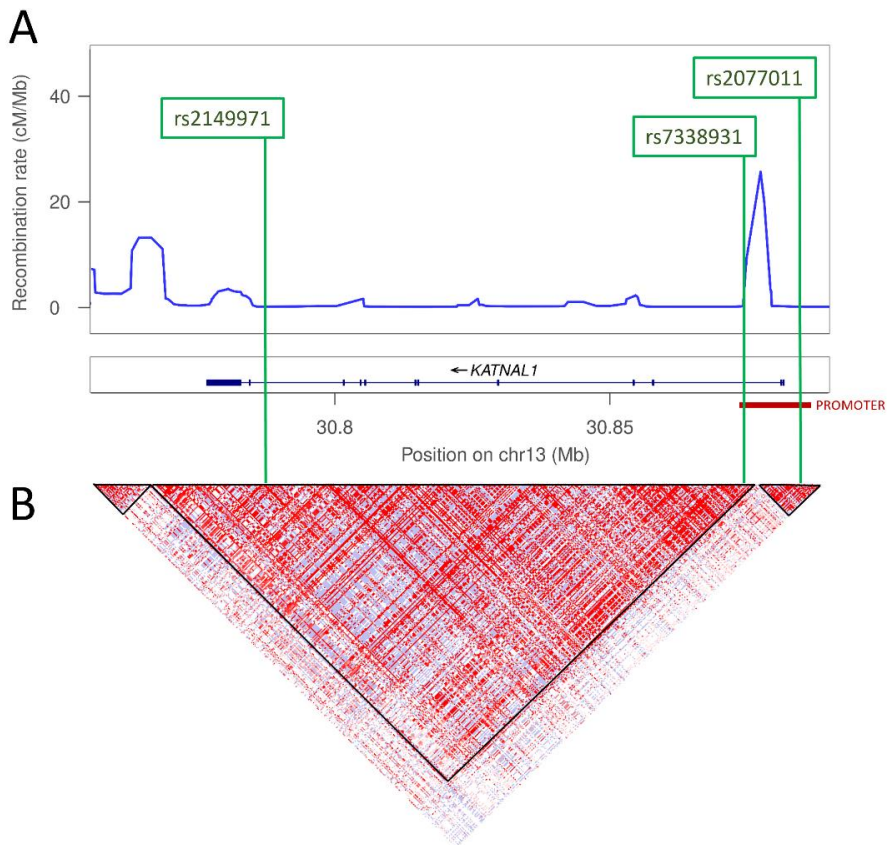 A
Recombination rate (cM/Mb)
40
20
0
rs2149971
rs7338931
rs2077011
←KATNAL1
PROMOTER
30.8
30.85
Position on chr13 (Mb)
B